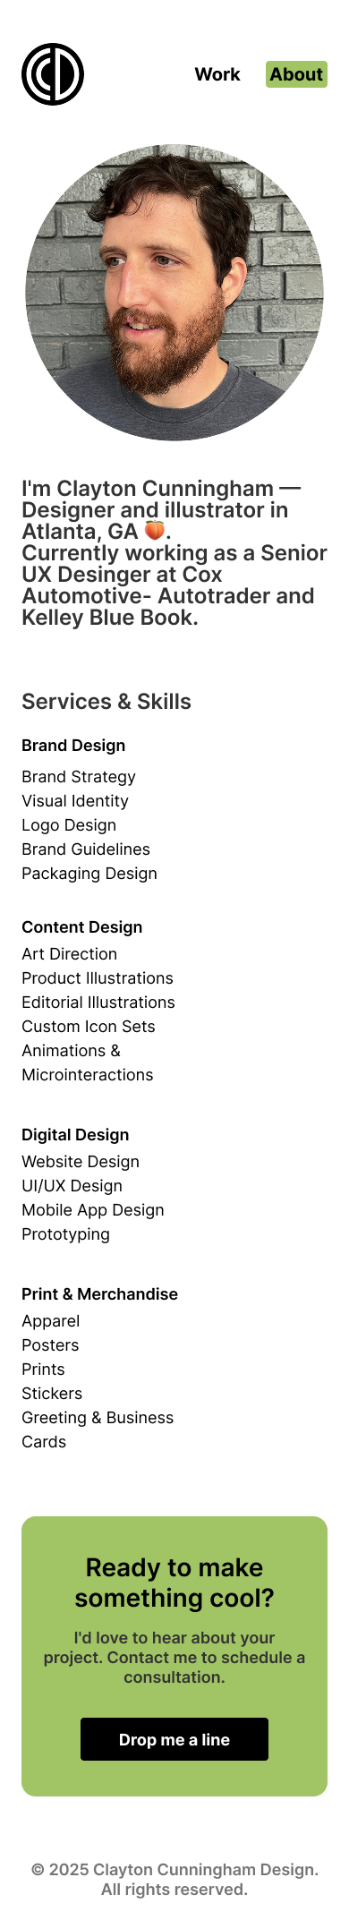 Work
About
I'm Clayton Cunningham —
Designer and illustrator in
Atlanta, GA 🍑.
Currently working as a Senior
UX Desinger at Cox
Automotive- Autotrader and
Kelley Blue Book.
Services & Skills
Brand Design
Brand Strategy
Visual Identity
Logo Design
Brand Guidelines
Packaging Design
Content Design
Art Direction
Product Illustrations
Editorial Illustrations
Custom Icon Sets
Animations &
Microinteractions
Digital Design
Website Design
UI/UX Design
Mobile App Design
Prototyping
Print & Merchandise
Apparel
Posters
Prints
Stickers
Greeting & Business
Cards
Ready to make
something cool?
I'd love to hear about your
project. Contact me to schedule a
consultation.
Drop me a line
© 2025 Clayton Cunningham Design.
All rights reserved.